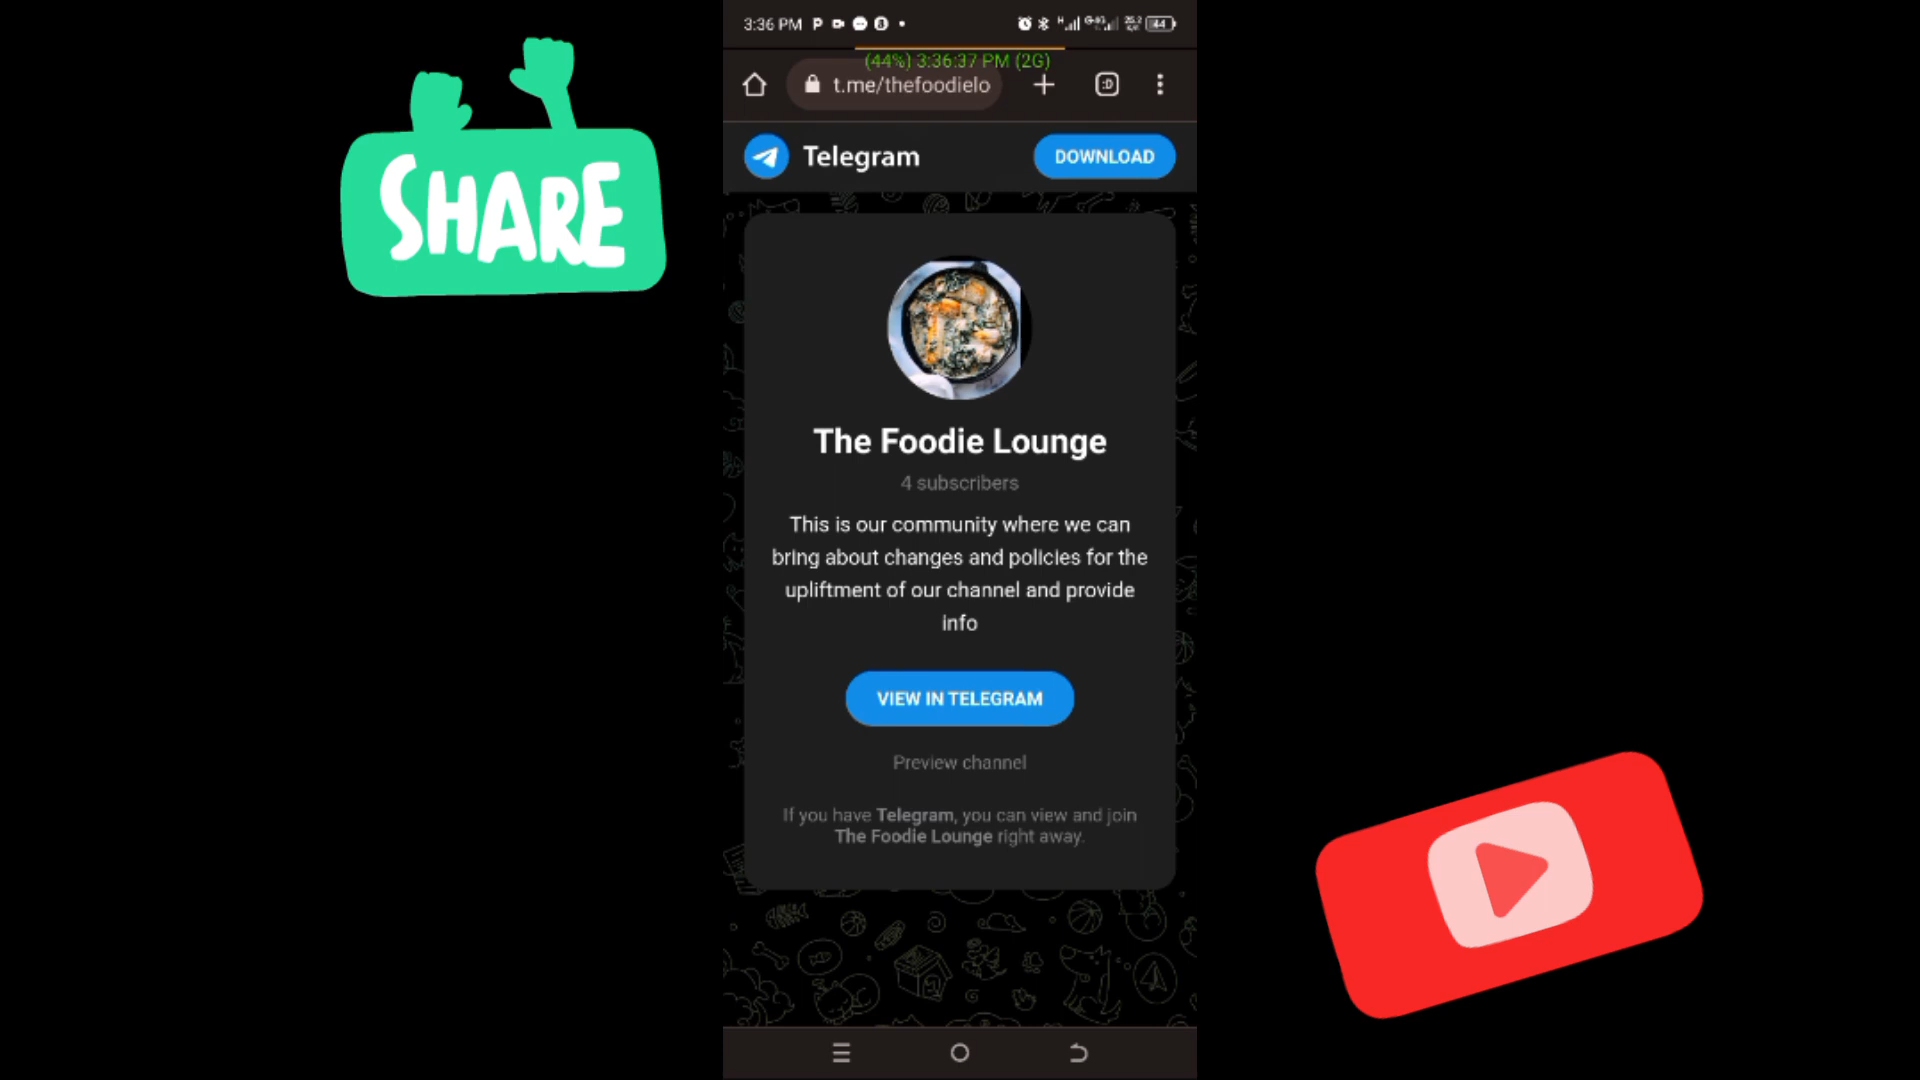 SHARE
3:36 PM
44
(44%) 3:36:37 PM (2G)
t.me/thefoodielo
:D
Telegram
DOWNLOAD
The Foodie Lounge
4 subscribers
This is our community where we can
bring about changes and policies for the
upliftment of our channel and provide
info
VIEW IN TELEGRAM
Preview channel
If you have Telegram, you can view and join
The Foodie Lounge right away.